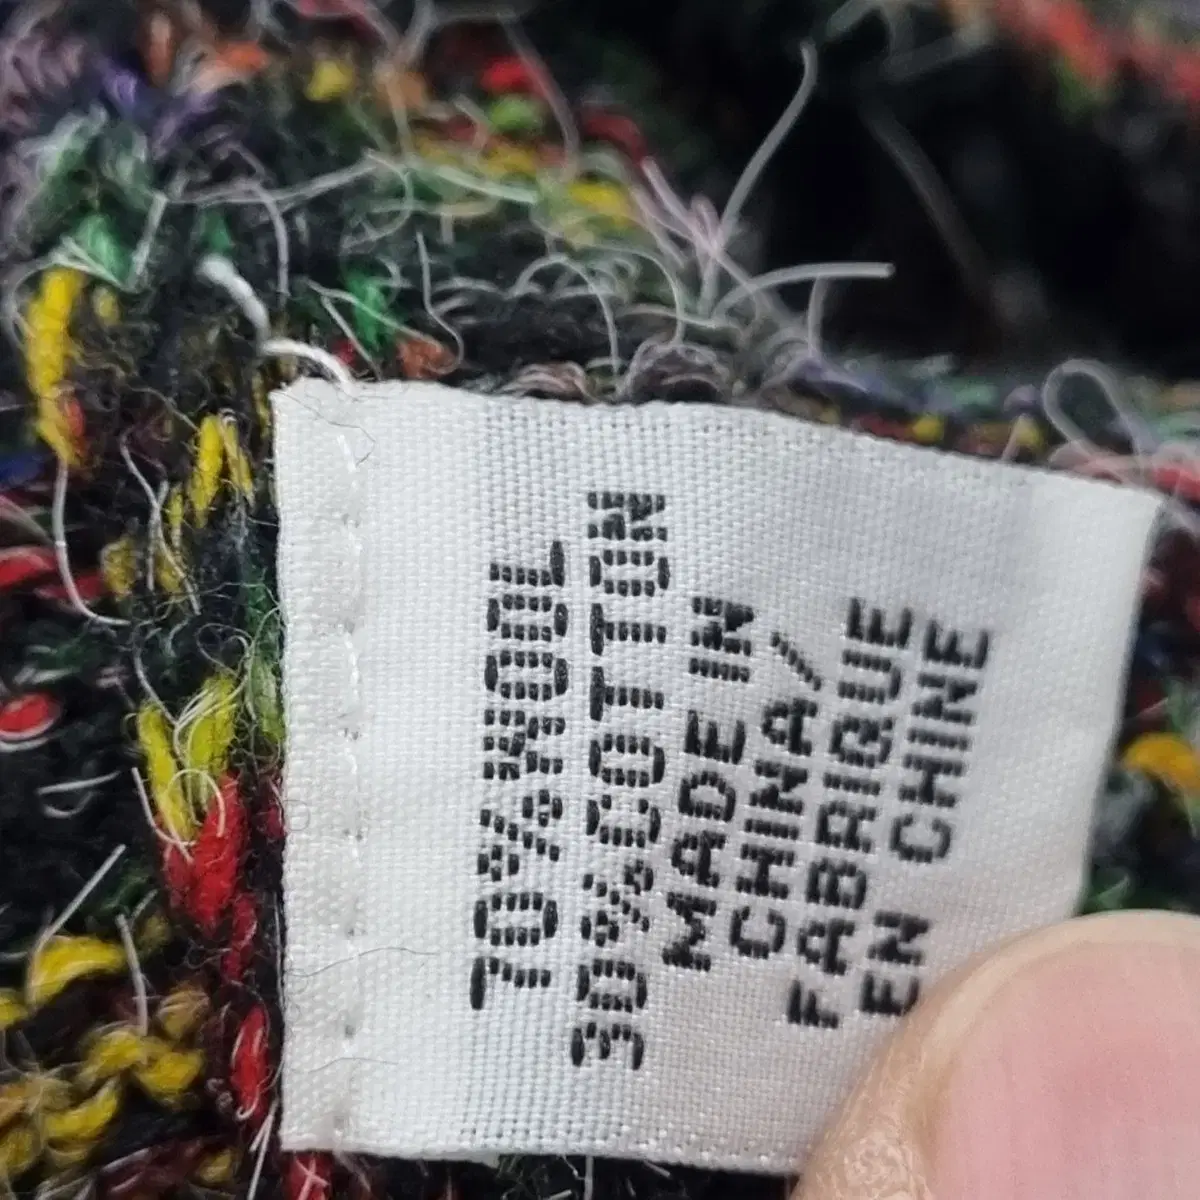 70%WOOL
30%COTTON
MADE IN
CHINA/
FABRIQUE
EN CHINE